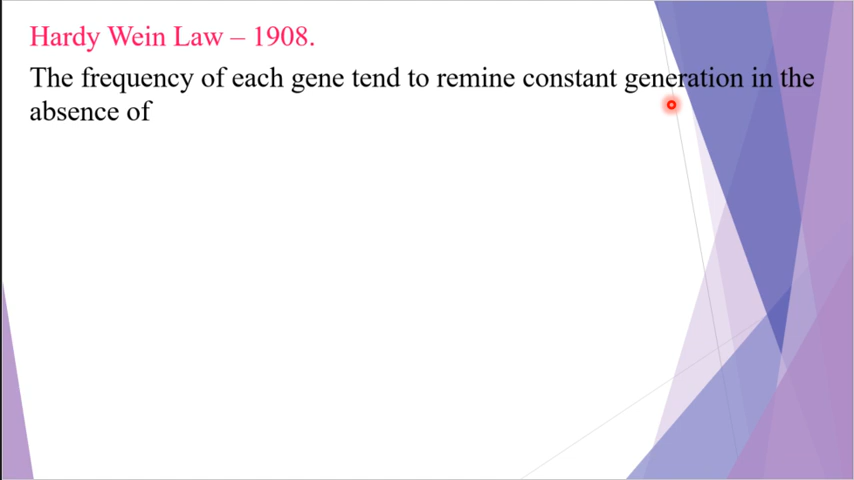 Hardy Wein Law – 1908.
The frequency of each gene tend to remine constant generation in the
absence of